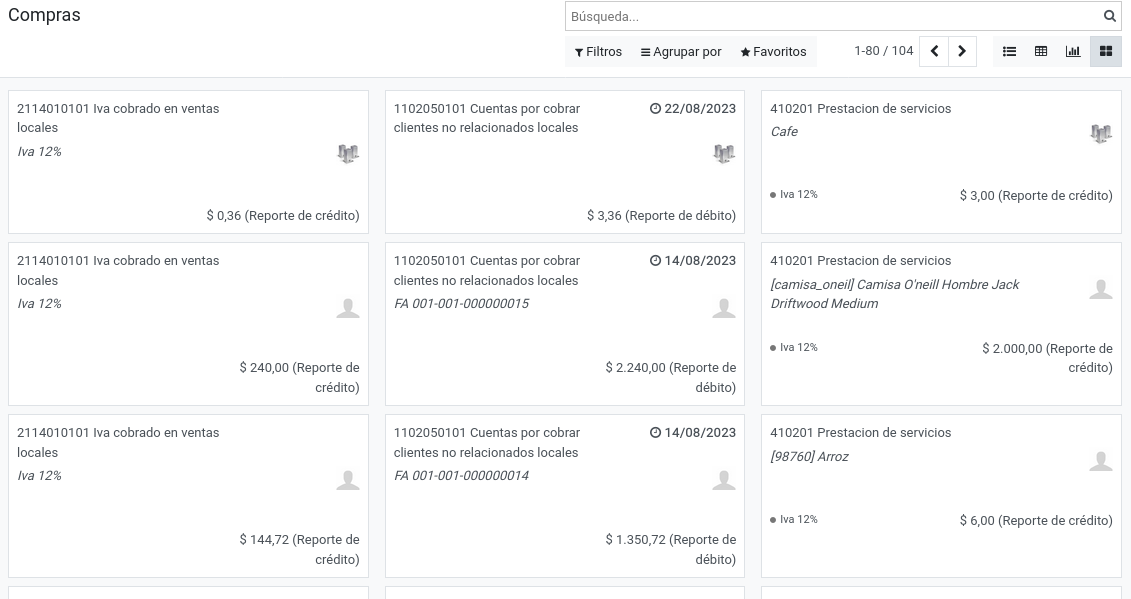 Compras
Búsqueda...
Filtros Agrupar por Favoritos 1-80 / 104
2114010101 Iva cobrado en ventas
locales
Iva 12%
$ 0,36 (Reporte de crédito)
1102050101 Cuentas por cobrar
clientes no relacionados locales
22/08/2023
$ 3,36 (Reporte de débito)
410201 Prestacion de servicios
Cafe
Iva 12%
$ 3,00 (Reporte de crédito)
2114010101 Iva cobrado en ventas
locales
Iva 12%
$ 240,00 (Reporte de
crédito)
1102050101 Cuentas por cobrar
clientes no relacionados locales
14/08/2023
FA 001-001-000000015
$ 2.240,00 (Reporte de
débito)
410201 Prestacion de servicios
[camisa_oneil] Camisa O'neill Hombre Jack
Driftwood Medium
Iva 12%
$ 2.000,00 (Reporte de
crédito)
2114010101 Iva cobrado en ventas
locales
Iva 12%
$ 144,72 (Reporte de
crédito)
1102050101 Cuentas por cobrar
clientes no relacionados locales
14/08/2023
FA 001-001-000000014
$ 1.350,72 (Reporte de
débito)
410201 Prestacion de servicios
[98760] Arroz
Iva 12%
$ 6,00 (Reporte de crédito)